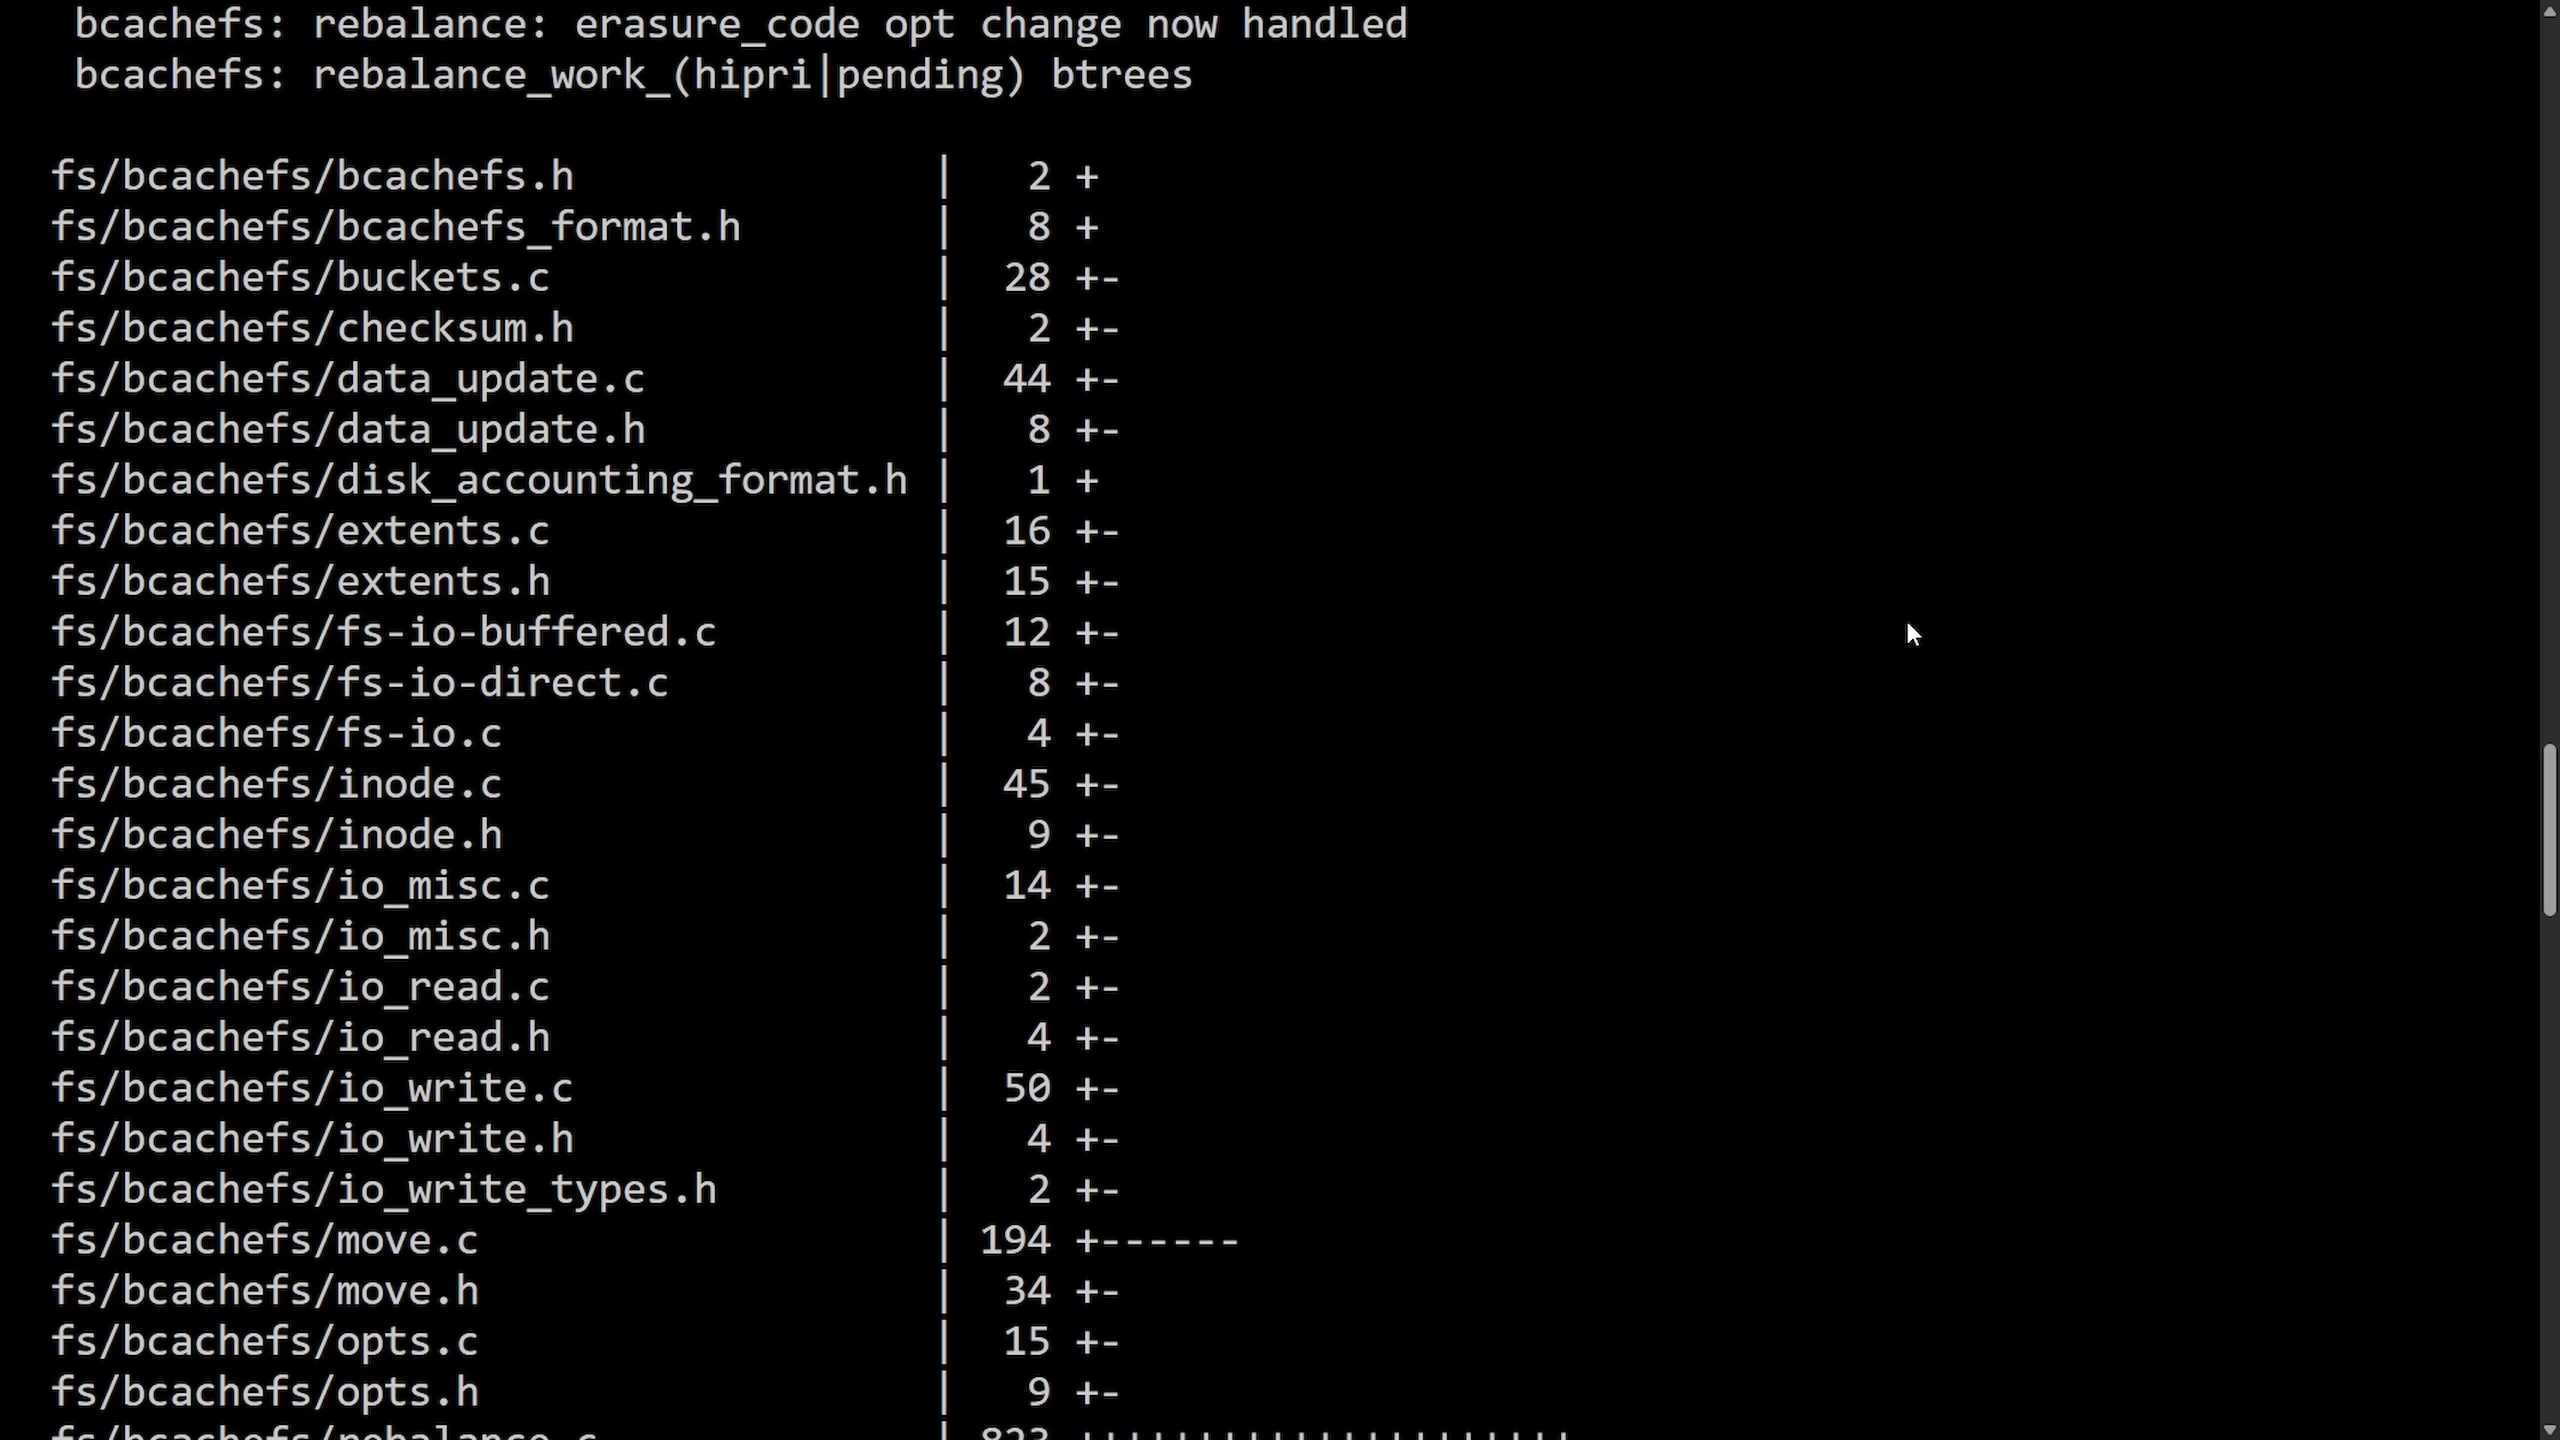 bcachefs: rebalance: erasure_code opt change now handled
bcachefs: rebalance_work_(hipri|pending) btrees
fs/bcachefs/bcachefs.h | 2 +
fs/bcachefs/bcachefs_format.h | 8 +
fs/bcachefs/buckets.c | 28 +-
fs/bcachefs/checksum.h | 2 +-
fs/bcachefs/data_update.c | 44 +-
fs/bcachefs/data_update.h | 8 +-
fs/bcachefs/disk_accounting_format.h | 1 +
fs/bcachefs/extents.c | 16 +-
fs/bcachefs/extents.h | 15 +-
fs/bcachefs/fs-io-buffered.c | 12 +-
fs/bcachefs/fs-io-direct.c | 8 +-
fs/bcachefs/fs-io.c | 4 +-
fs/bcachefs/inode.c | 45 +-
fs/bcachefs/inode.h | 9 +-
fs/bcachefs/io_misc.c | 14 +-
fs/bcachefs/io_misc.h | 2 +-
fs/bcachefs/io_read.c | 2 +-
fs/bcachefs/io_read.h | 4 +-
fs/bcachefs/io_write.c | 50 +-
fs/bcachefs/io_write.h | 4 +-
fs/bcachefs/io_write_types.h | 2 +-
fs/bcachefs/move.c | 194 +------
fs/bcachefs/move.h | 34 +-
fs/bcachefs/opts.c | 15 +-
fs/bcachefs/opts.h | 9 +-
fs/bcachefs/rebalance.c | 823